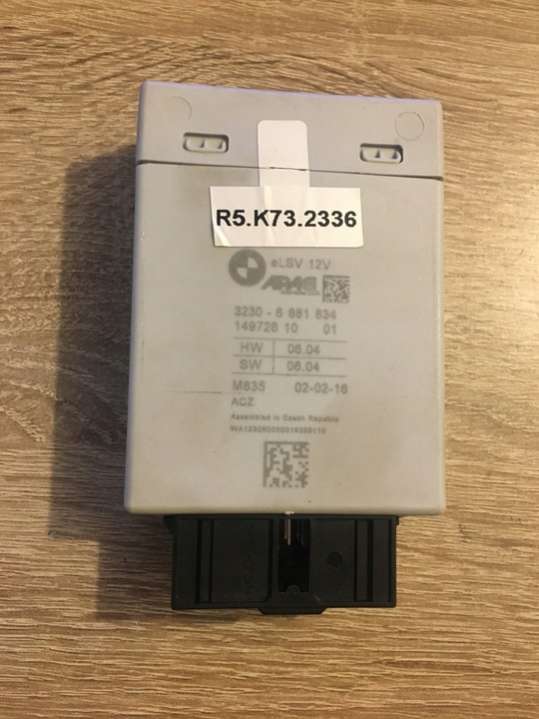 R5.K73.2336
eLSV 12V
3230 - 6 881 834
149728 10 01
HW 06.04
SW 06.04
M835 02-02-16
ACZ
Assembled in Czech Republic